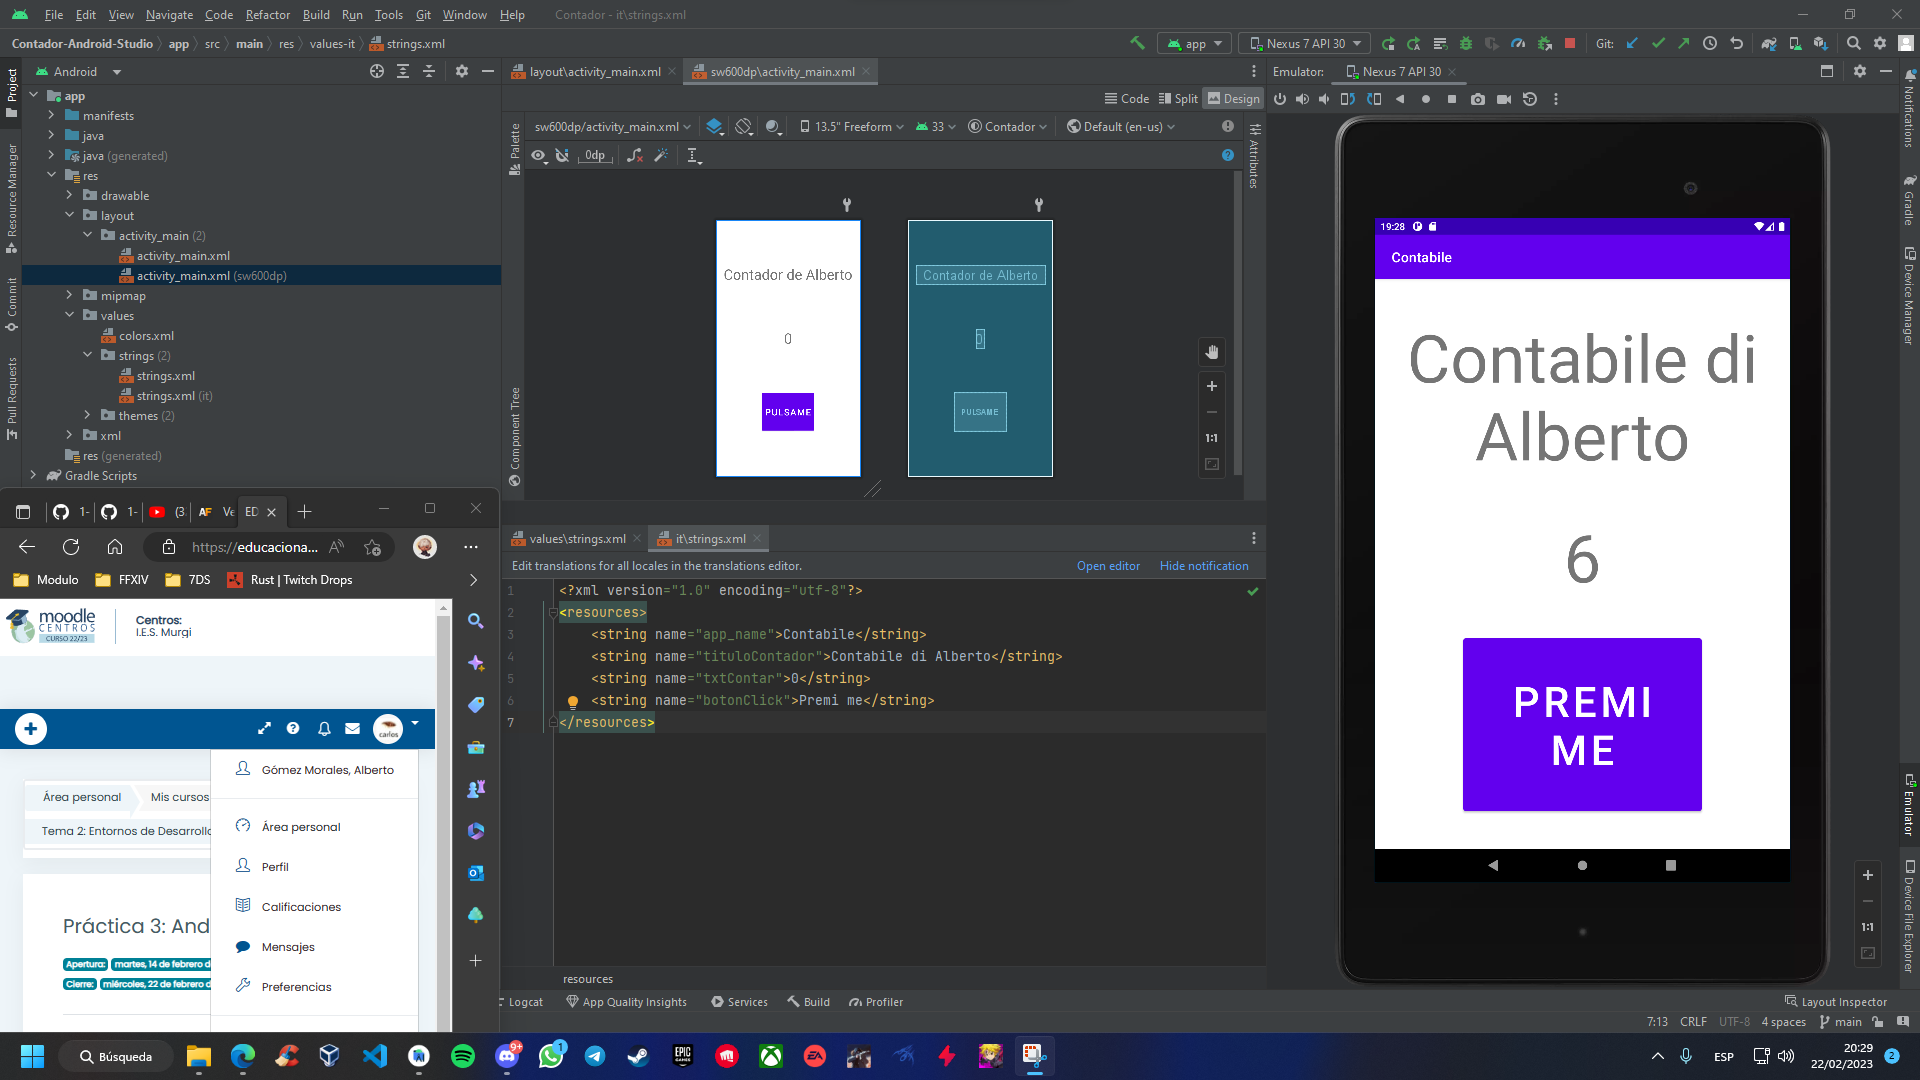 File Edit View Navigate Code Refactor Build Run Tools Git Window Help Contador - it\strings.xml
Contador-Android-Studio app src main res values-it strings.xml
app Nexus 7 API 30 Git:
Project
Resource Manager
Commit
Pull Requests
Android
app
manifests
java
java (generated)
res
drawable
layout
activity_main (2)
activity_main.xml
activity_main.xml (sw600dp)
mipmap
values
colors.xml
strings (2)
strings.xml
strings.xml (it)
themes (2)
xml
res (generated)
Gradle Scripts
layout\activity_main.xml sw600dp\activity_main.xml
Code Split Design
sw600dp/activity_main.xml 13.5" Freeform 33 Contador Default (en-us)
0dp
Palette
Component Tree
Attributes
Contador de Alberto
0
PULSAME
Contador de Alberto
0
PULSAME
1:1
values\strings.xml it\strings.xml
Edit translations for all locales in the translations editor. Open editor Hide notification
1 <?xml version="1.0" encoding="utf-8"?>
2 <resources>
3 <string name="app_name">Contabile</string>
4 <string name="tituloContador">Contabile di Alberto</string>
5 <string name="txtContar">0</string>
6 <string name="botonClick">Premi me</string>
7 </resources>
resources
Logcat App Quality Insights Services Build Profiler Layout Inspector
7:13 CRLF UTF-8 4 spaces main
Emulator: Nexus 7 API 30
19:28
Contabile
Contabile di
Alberto
6
PREMI
ME
1:1
Notifications
Gradle
Device Manager
Emulator
Device File Explorer
1- 1- (3 AF Ve ED
https://educaciona...
Modulo FFXIV 7DS Rust | Twitch Drops
moodle
CENTROS
CURSO 22/23
Centros:
I.E.S. Murgi
carlos
Gómez Morales, Alberto
Área personal
Perfil
Calificaciones
Mensajes
Preferencias
Área personal Mis cursos
Tema 2: Entornos de Desarrollo
Práctica 3: And
Apertura: martes, 14 de febrero d
Cierre: miércoles, 22 de febrero d
Búsqueda
9+
1
EPIC
GAMES
EA
ESP
20:29
22/02/2023
2